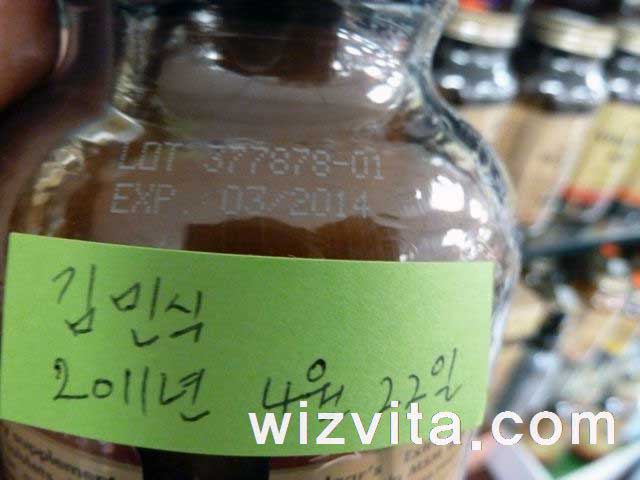 LOT 377878-01
EXP. 03/2014
김민식
2011년 4월 22일
wizvita.com
supplement